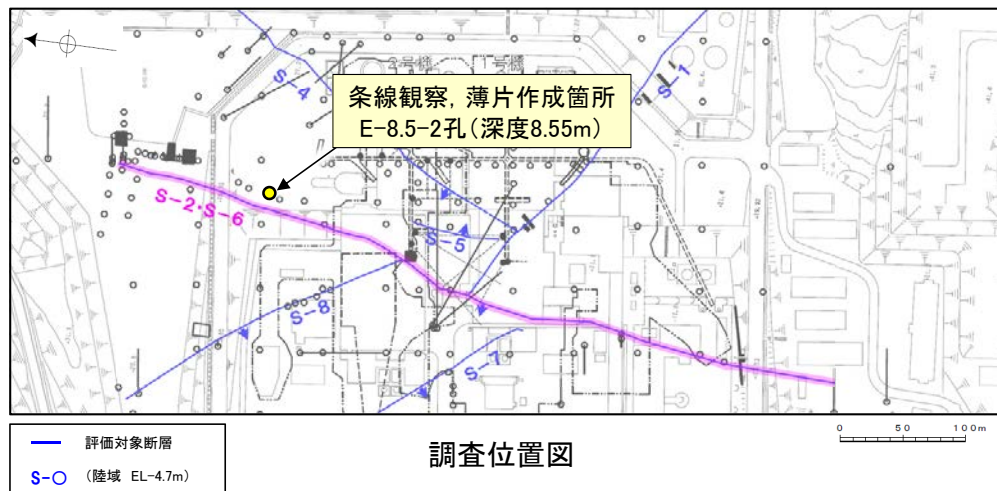 S-4
2号機
1号機
S-1
条線観察，薄片作成箇所
E-8.5-2孔（深度8.55m）
S-2・S-6
S-5
S-8
S-7
評価対象断層
S-○ （陸域 EL-4.7m）
調査位置図
0 50 100m